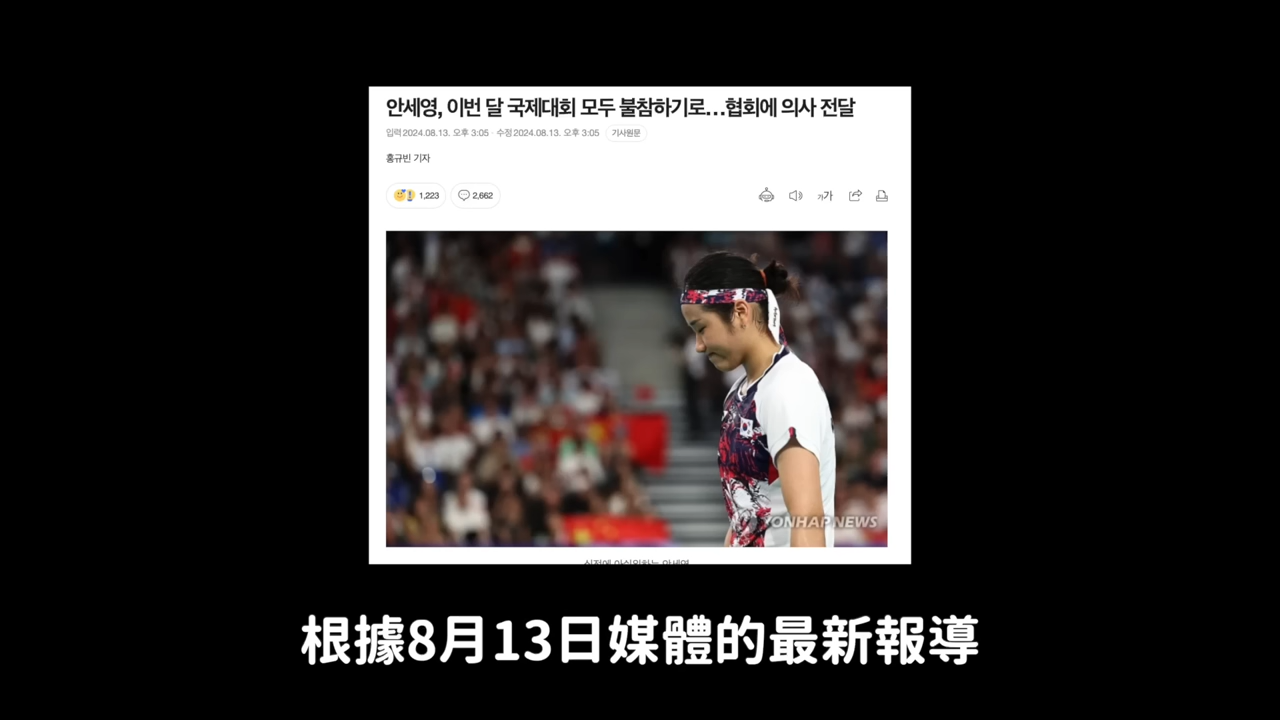 안세영, 이번 달 국제대회 모두 불참하기로…협회에 의사 전달
입력 2024.08.13. 오후 3:05 · 수정 2024.08.13. 오후 3:05 기사원문
홍규빈 기자
1,223 2,662
가가
YONHAP NEWS
根據8月13日媒體的最新報導